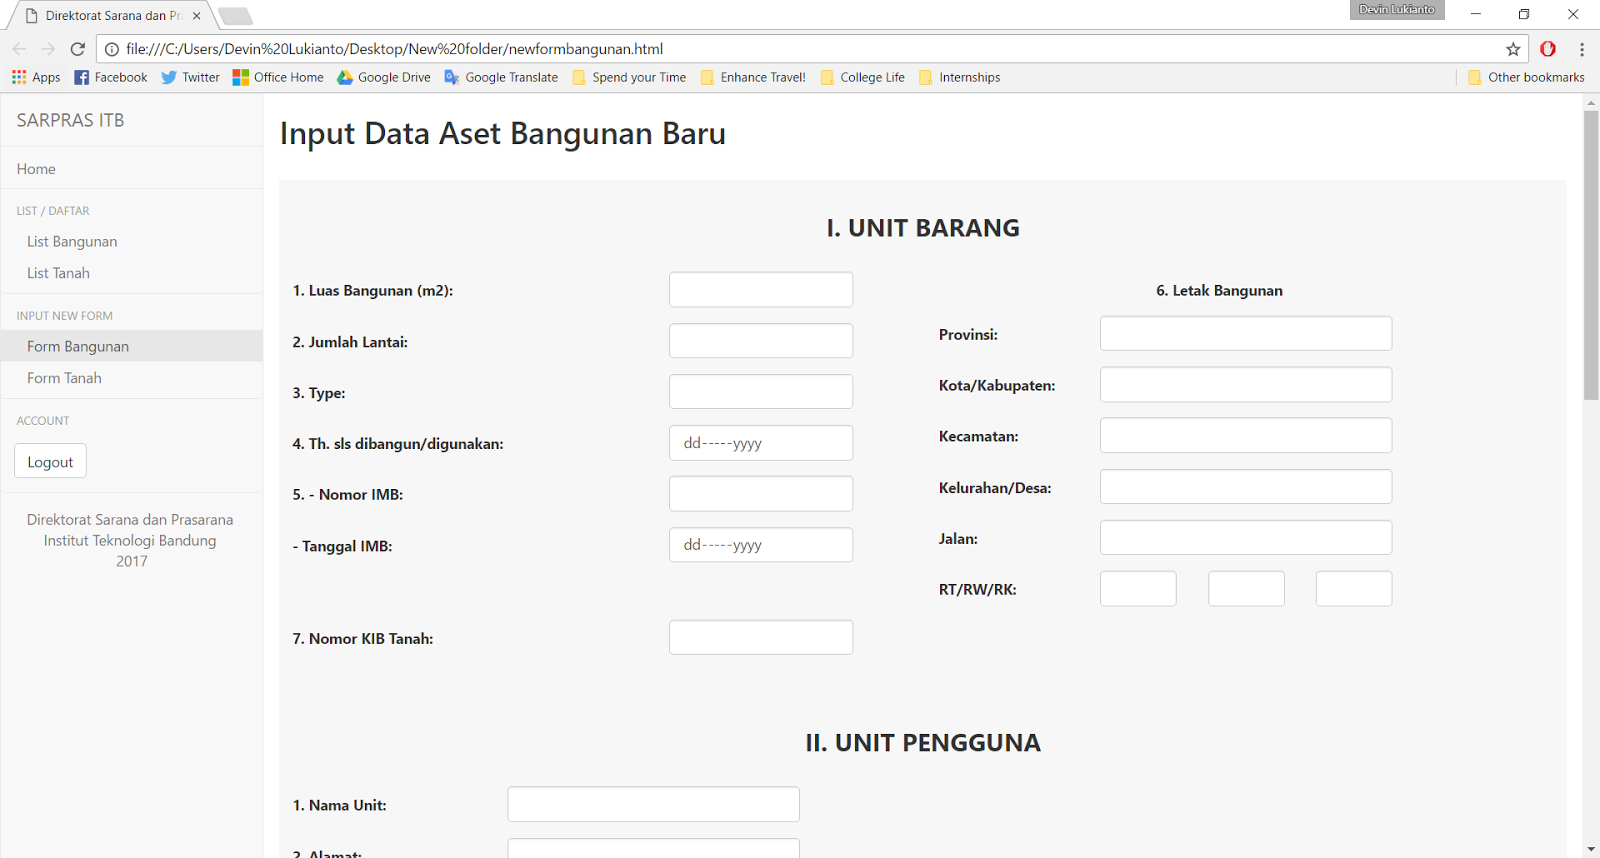 Direktorat Sarana dan Pr
Devin Lukianto
file:///C:/Users/Devin%20Lukianto/Desktop/New%20folder/newformbangunan.html
Apps Facebook Twitter Office Home Google Drive Google Translate Spend your Time Enhance Travel! College Life Internships Other bookmarks
SARPRAS ITB
Home
LIST / DAFTAR
List Bangunan
List Tanah
INPUT NEW FORM
Form Bangunan
Form Tanah
ACCOUNT
Logout
Direktorat Sarana dan Prasarana
Institut Teknologi Bandung
2017
Input Data Aset Bangunan Baru
I. UNIT BARANG
1. Luas Bangunan (m2):
2. Jumlah Lantai:
3. Type:
4. Th. sls dibangun/digunakan: dd-----yyyy
5. - Nomor IMB:
- Tanggal IMB: dd-----yyyy
6. Letak Bangunan
Provinsi:
Kota/Kabupaten:
Kecamatan:
Kelurahan/Desa:
Jalan:
RT/RW/RK:
7. Nomor KIB Tanah:
II. UNIT PENGGUNA
1. Nama Unit:
2. Alamat: